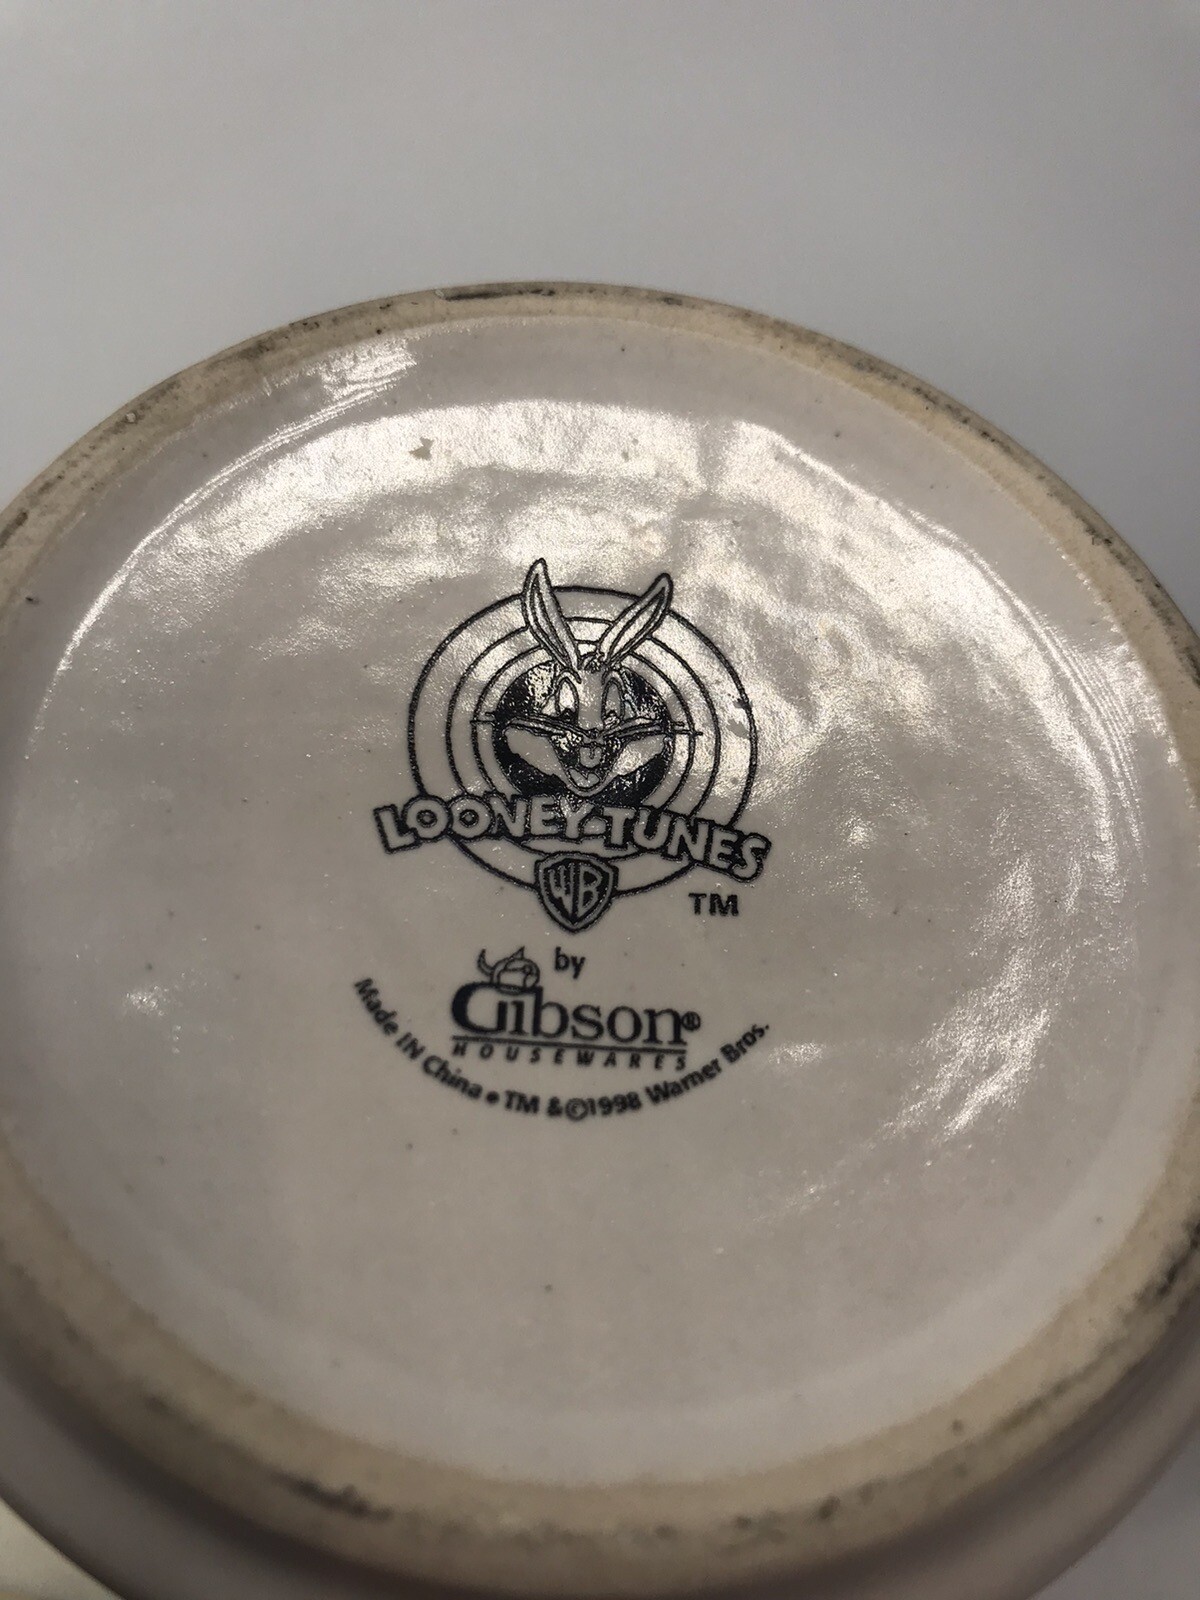 LOONEY TUNES
WB
TM
by
Gibson®
HOUSEWARES
Made IN China • TM &©1998 Warner Bros.